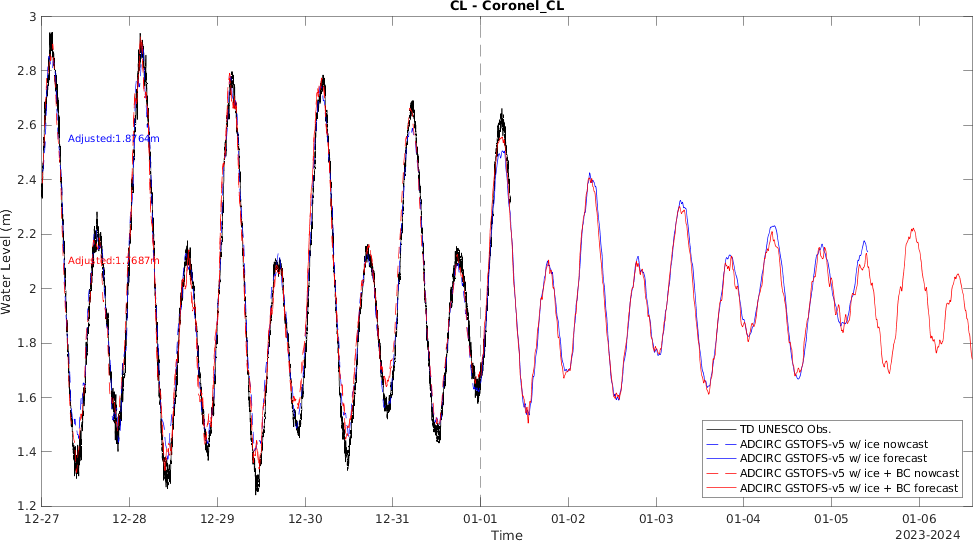 CL - Coronel_CL
3
2.8
2.6
2.4
2.2
2
1.8
1.6
1.4
1.2
Water Level (m)
Adjusted:1.8764m
Adjusted:1.7687m
TD UNESCO Obs.
ADCIRC GSTOFS-v5 w/ ice nowcast
ADCIRC GSTOFS-v5 w/ ice forecast
ADCIRC GSTOFS-v5 w/ ice + BC nowcast
ADCIRC GSTOFS-v5 w/ ice + BC forecast
12-27 12-28 12-29 12-30 12-31 01-01 01-02 01-03 01-04 01-05 01-06
Time
2023-2024